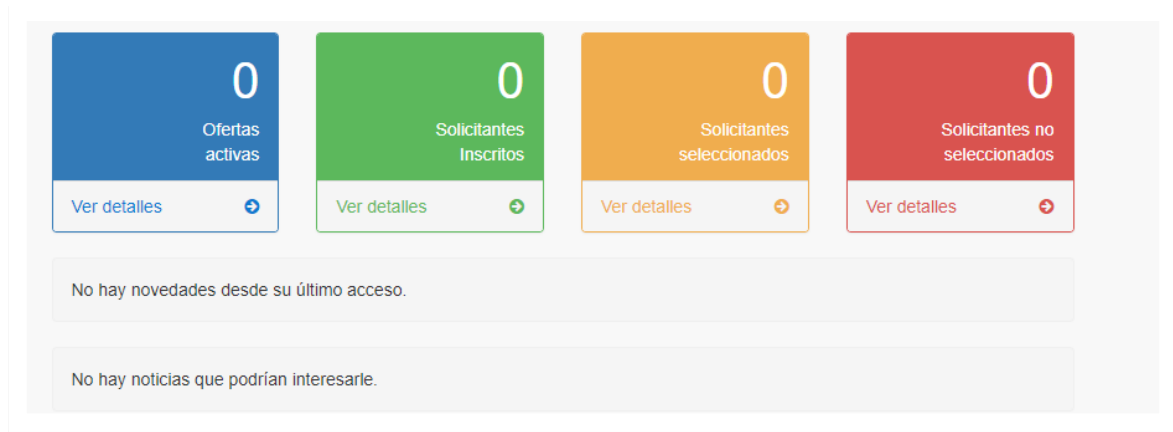 0
Ofertas
activas
Ver detalles
0
Solicitantes
Inscritos
Ver detalles
0
Solicitantes
seleccionados
Ver detalles
0
Solicitantes no
seleccionados
Ver detalles
No hay novedades desde su último acceso.
No hay noticias que podrían interesarle.